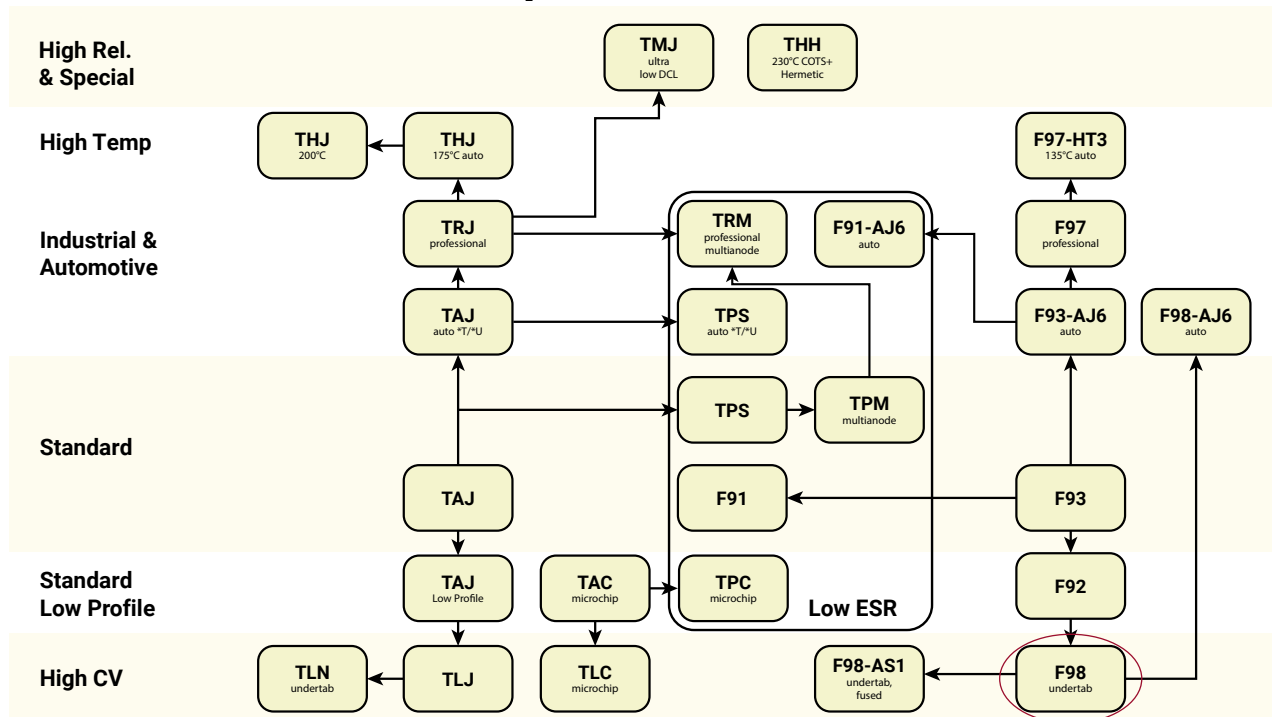 High Rel.
& Special
TMJ
ultra
low DCL
THH
230°C COTS+
Hermetic
High Temp
THJ
200°C
THJ
175°C auto
F97-HT3
135°C auto
Industrial &
Automotive
TRJ
professional
TRM
professional
multianode
F91-AJ6
auto
F97
professional
TAJ
auto *T/*U
TPS
auto *T/*U
F93-AJ6
auto
F98-AJ6
auto
Standard
TPS
TPM
multianode
TAJ
F91
F93
Standard
Low Profile
TAJ
Low Profile
TAC
microchip
TPC
microchip
Low ESR
F92
High CV
TLN
undertab
TLJ
TLC
microchip
F98-AS1
undertab,
fused
F98
undertab